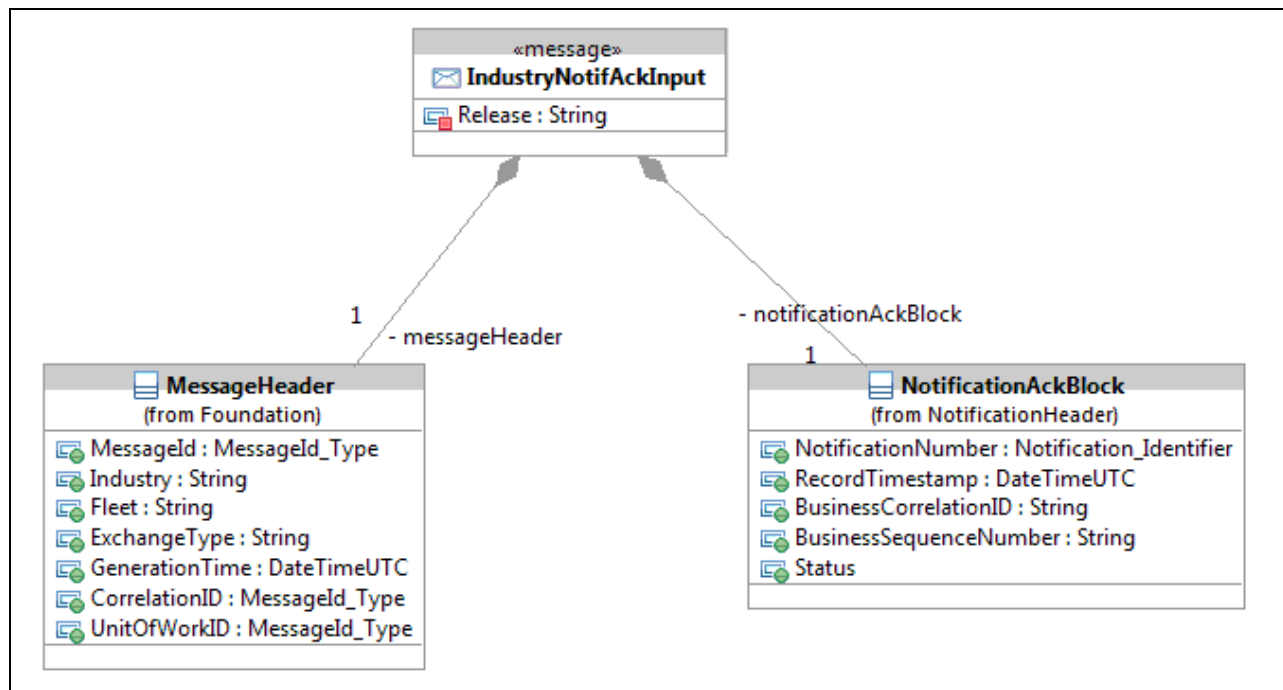 «message»
IndustryNotifAckInput
Release : String
1
- messageHeader
- notificationAckBlock
1
MessageHeader
(from Foundation)
MessageId : MessageId_Type
Industry : String
Fleet : String
ExchangeType : String
GenerationTime : DateTimeUTC
CorrelationID : MessageId_Type
UnitOfWorkID : MessageId_Type
NotificationAckBlock
(from NotificationHeader)
NotificationNumber : Notification_Identifier
RecordTimestamp : DateTimeUTC
BusinessCorrelationID : String
BusinessSequenceNumber : String
Status